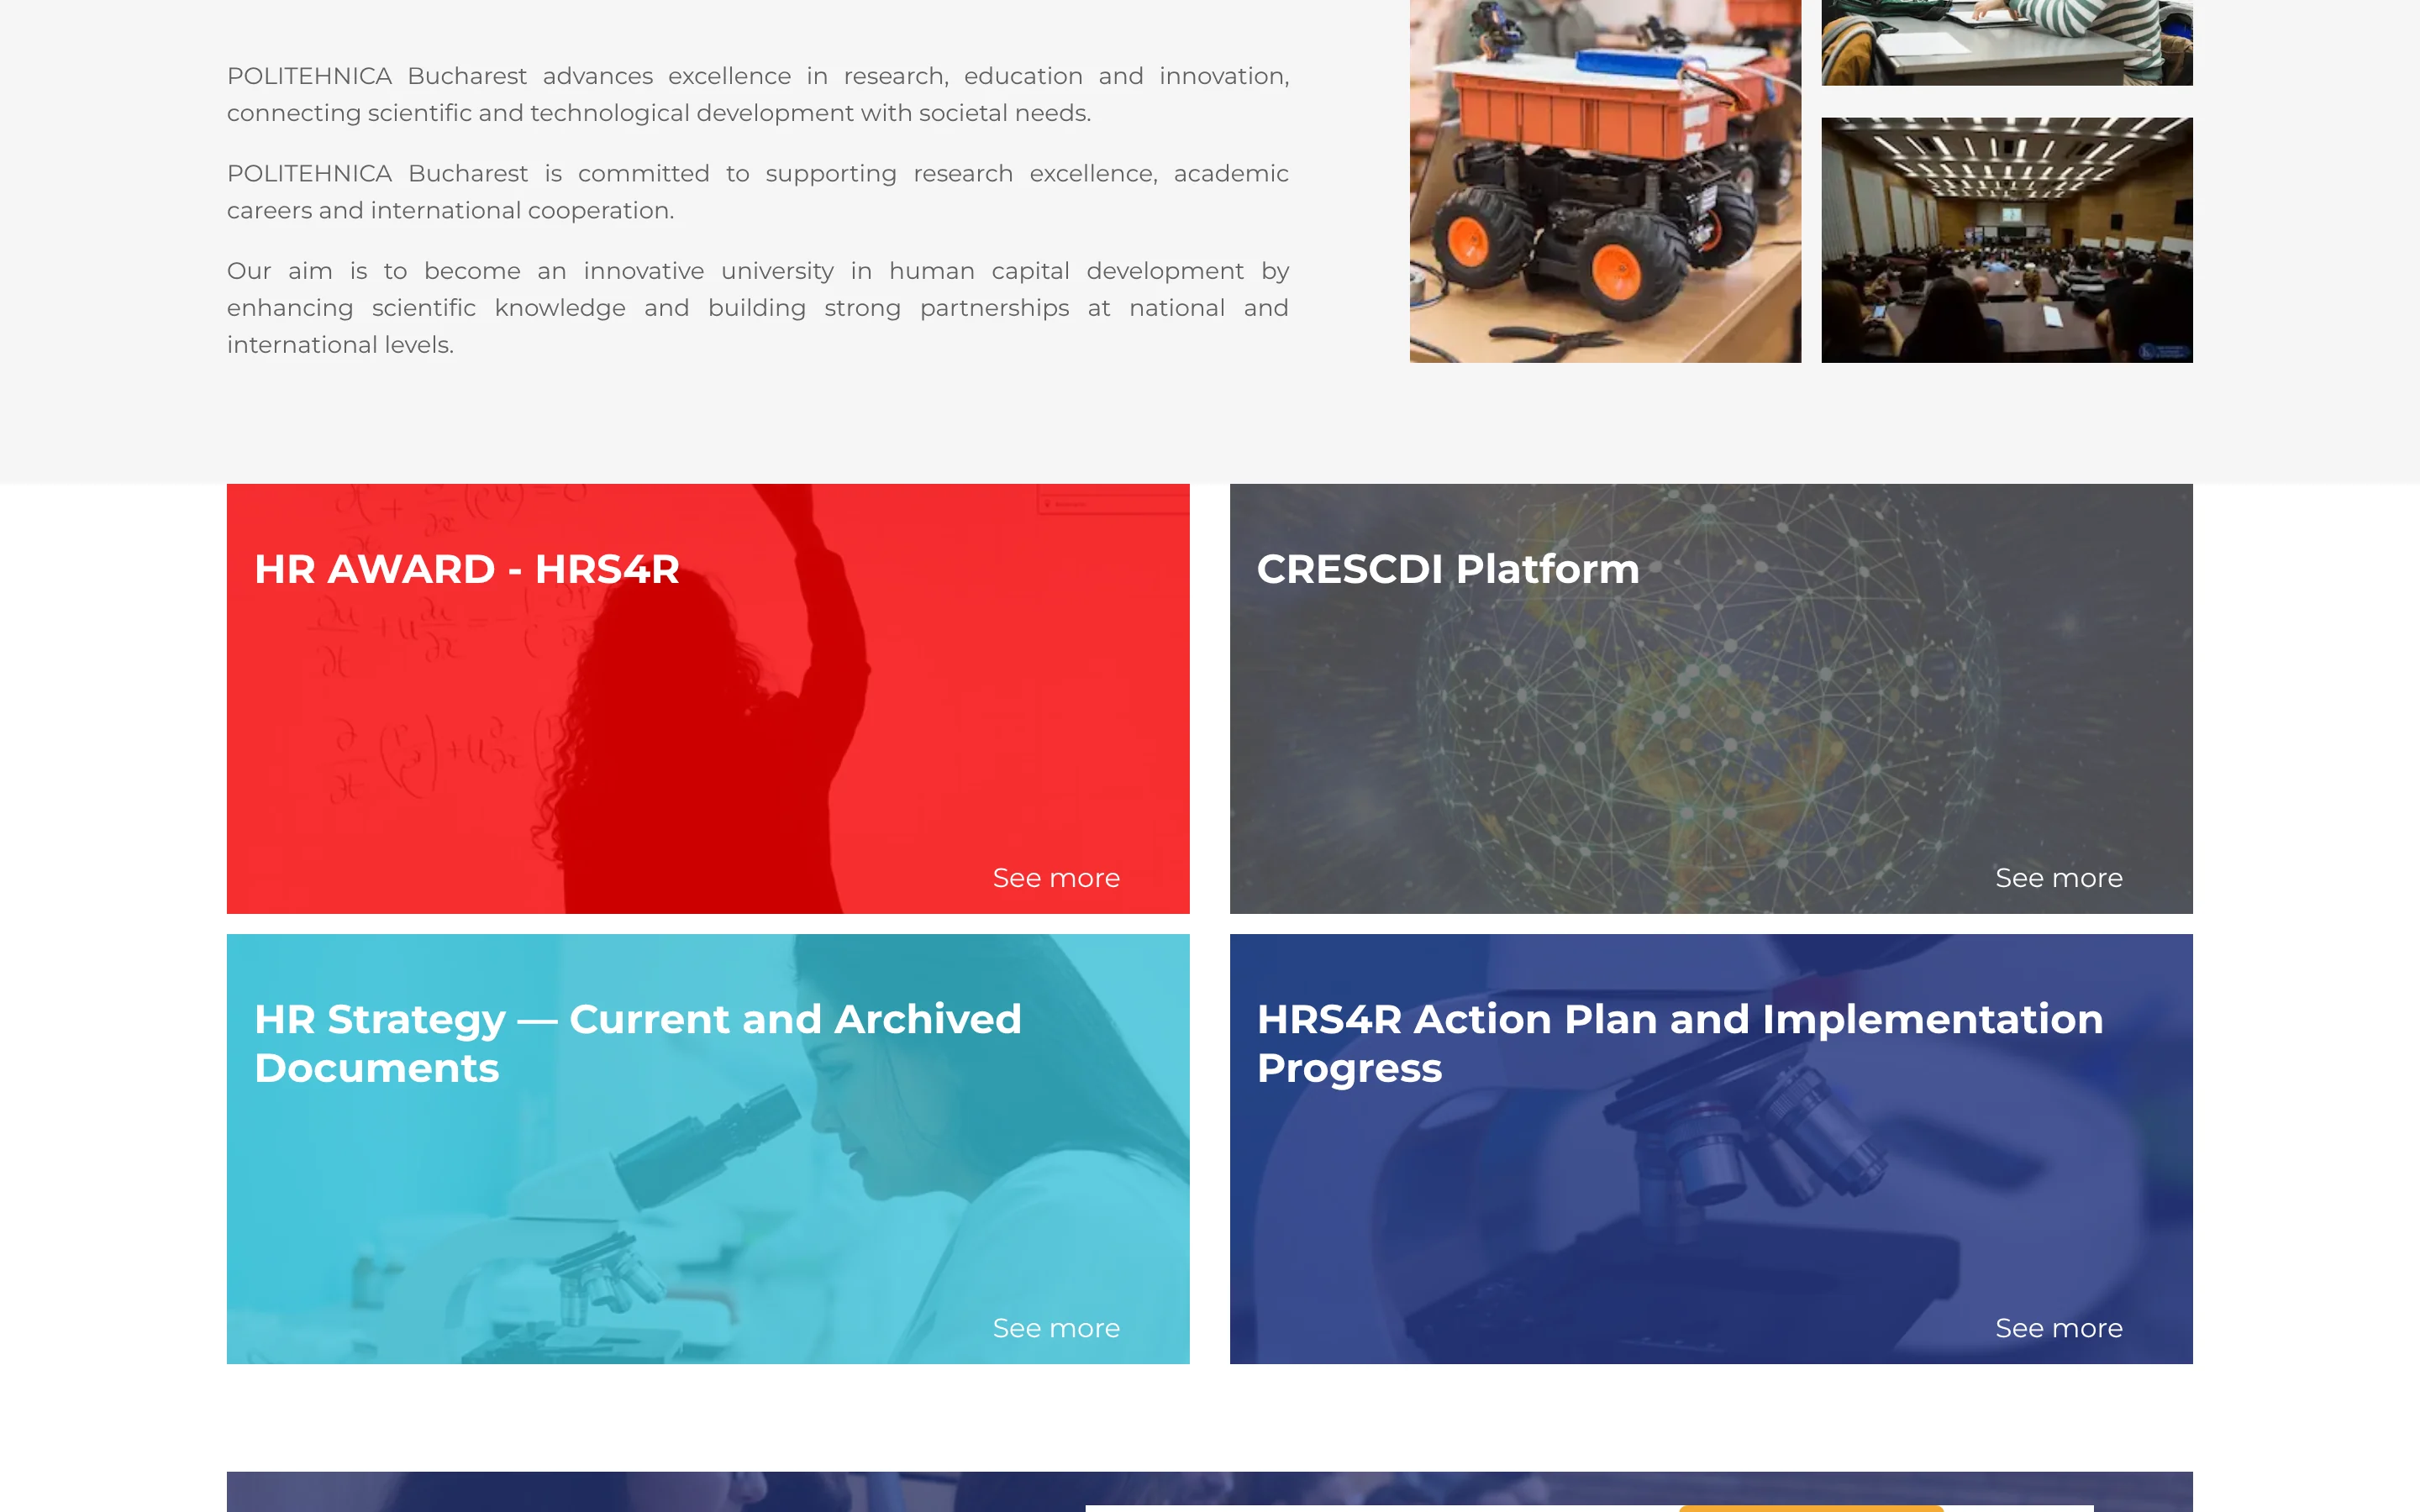 POLITEHNICA Bucharest advances excellence in research, education and innovation,
connecting scientific and technological development with societal needs.
POLITEHNICA Bucharest is committed to supporting research excellence, academic
careers and international cooperation.
Our aim is to become an innovative university in human capital development by
enhancing scientific knowledge and building strong partnerships at national and
international levels.
HR AWARD - HRS4R
See more
CRESCDI Platform
See more
HR Strategy — Current and Archived
Documents
See more
HRS4R Action Plan and Implementation
Progress
See more